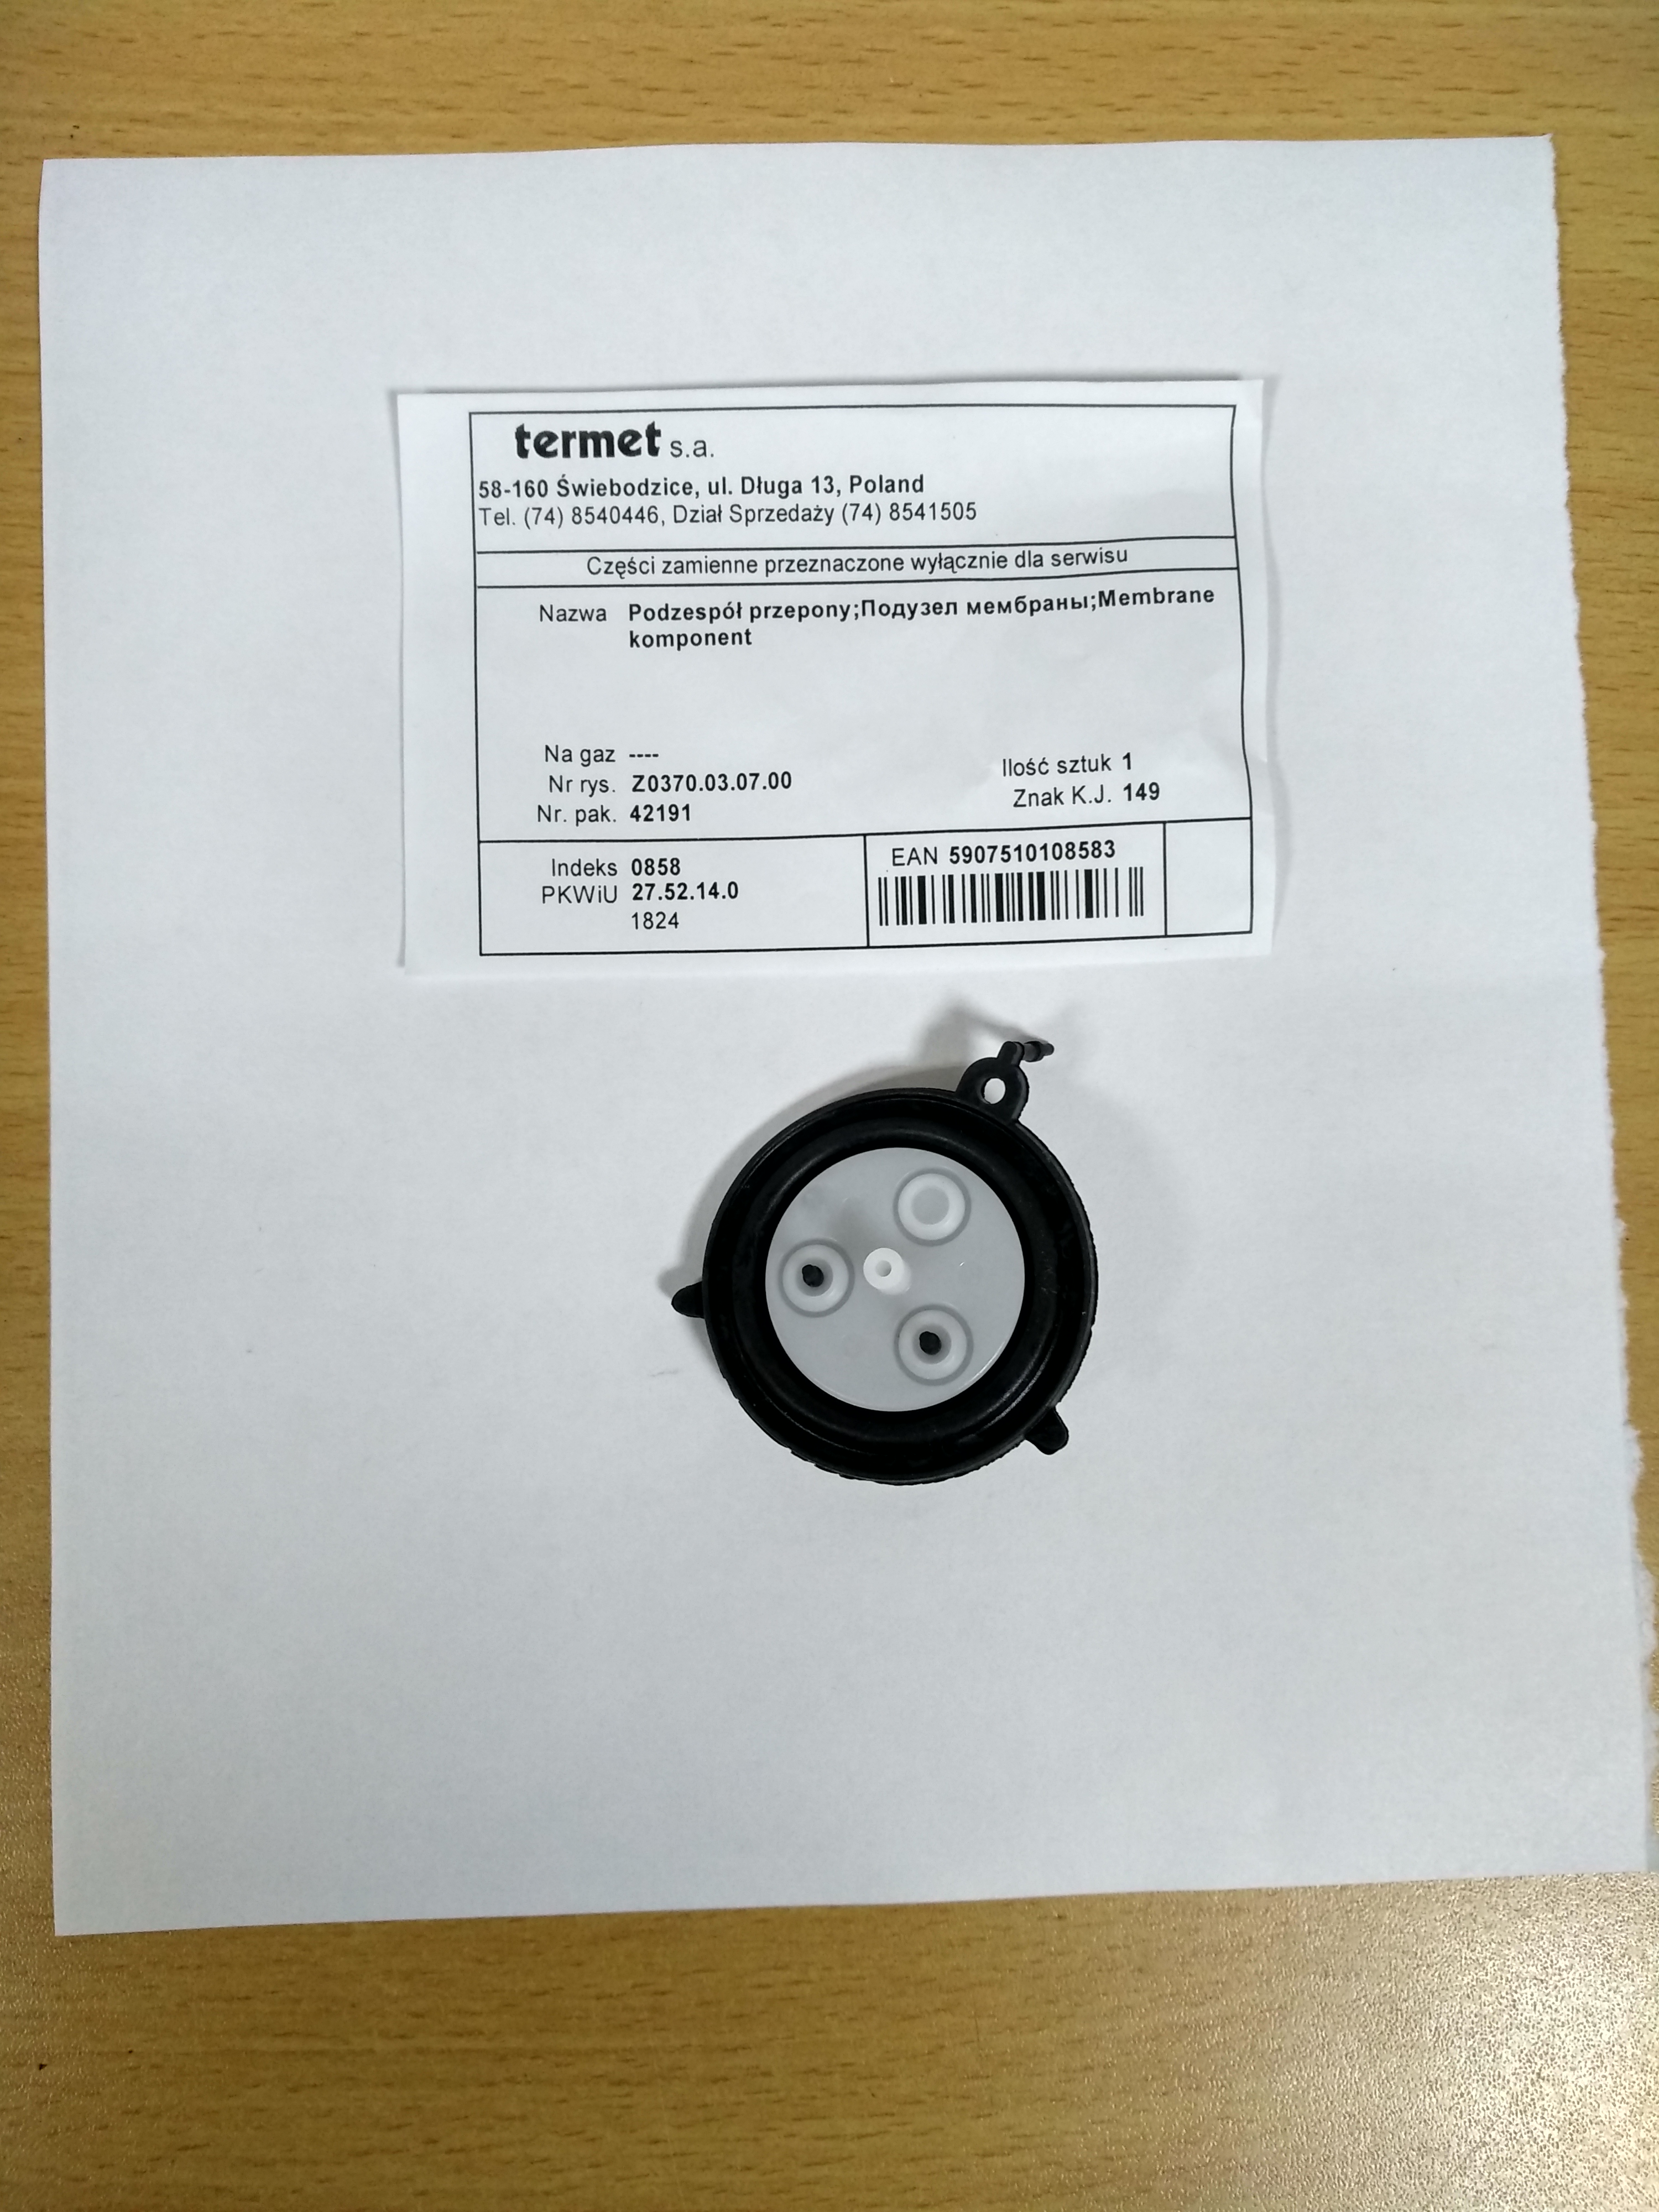 termet s.a.
58-160 Świebodzice, ul. Długa 13, Poland
Tel. (74) 8540446, Dział Sprzedaży (74) 8541505
Części zamienne przeznaczone wyłącznie dla serwisu
Nazwa Podzespół przepony;Подузел мембраны;Membrane
komponent
Na gaz ----
Nr rys. Z0370.03.07.00
Nr. pak. 42191
Ilość sztuk 1
Znak K.J. 149
Indeks 0858
PKWiU 27.52.14.0
1824
EAN 5907510108583